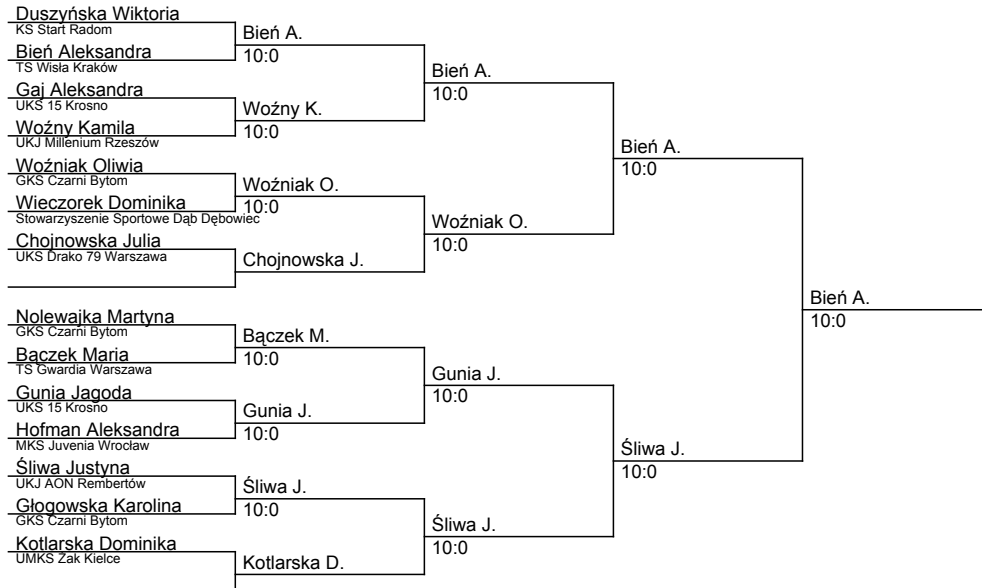 Duszyńska Wiktoria
KS Start Radom
Bień Aleksandra
TS Wisła Kraków
Gaj Aleksandra
UKS 15 Krosno
Woźny Kamila
UKJ Millenium Rzeszów
Woźniak Oliwia
GKS Czarni Bytom
Wieczorek Dominika
Stowarzyszenie Sportowe Dąb Dębowiec
Chojnowska Julia
UKS Drako 79 Warszawa
Nolewajka Martyna
GKS Czarni Bytom
Bączek Maria
TS Gwardia Warszawa
Gunia Jagoda
UKS 15 Krosno
Hofman Aleksandra
MKS Juvenia Wrocław
Śliwa Justyna
UKJ AON Rembertów
Głogowska Karolina
GKS Czarni Bytom
Kotlarska Dominika
UMKS Żak Kielce
Bień A.
10:0
Woźny K.
10:0
Woźniak O.
10:0
Chojnowska J.
Bączek M.
10:0
Gunia J.
10:0
Śliwa J.
10:0
Kotlarska D.
Bień A.
10:0
Woźniak O.
10:0
Gunia J.
10:0
Śliwa J.
10:0
Bień A.
10:0
Śliwa J.
10:0
Bień A.
10:0